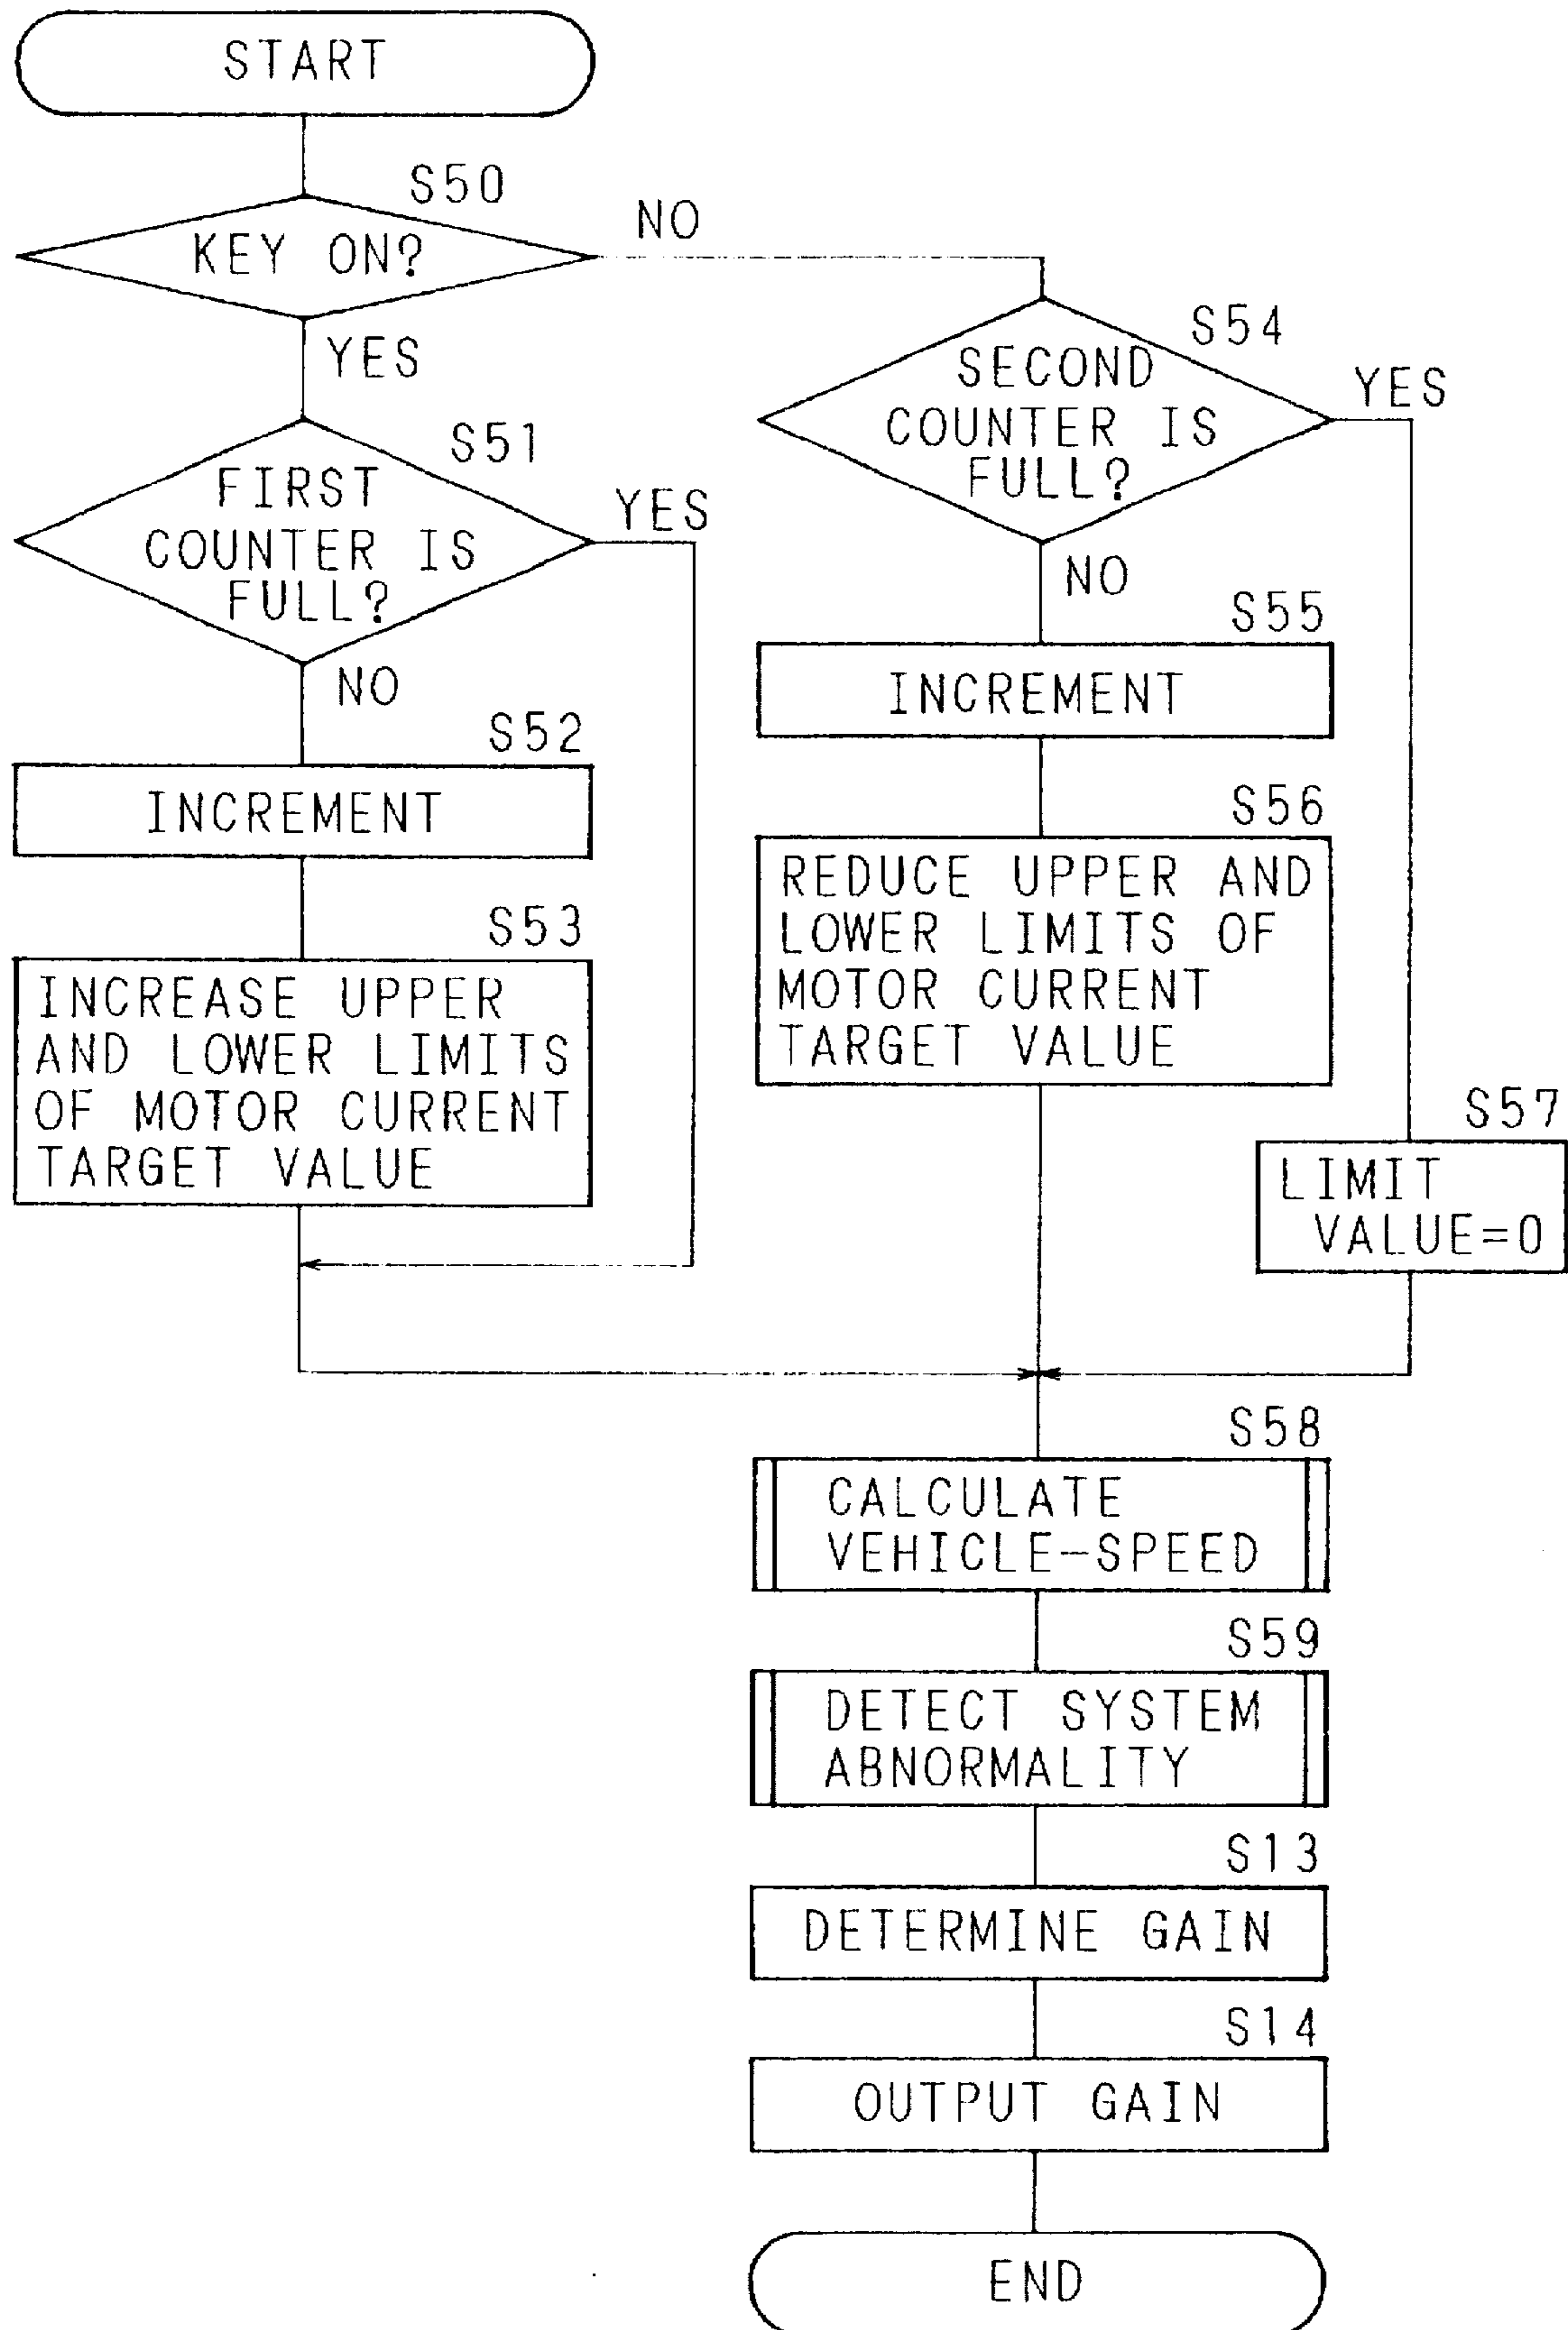 START
S50
KEY ON?
NO
YES
S54
SECOND
COUNTER IS
FULL?
YES
NO
S51
FIRST
COUNTER IS
FULL?
YES
NO
S52
INCREMENT
S53
INCREASE UPPER
AND LOWER LIMITS
OF MOTOR CURRENT
TARGET VALUE
S55
INCREMENT
S56
REDUCE UPPER AND
LOWER LIMITS OF
MOTOR CURRENT
TARGET VALUE
S57
LIMIT
VALUE=0
S58
CALCULATE
VEHICLE-SPEED
S59
DETECT SYSTEM
ABNORMALITY
S13
DETERMINE GAIN
S14
OUTPUT GAIN
END